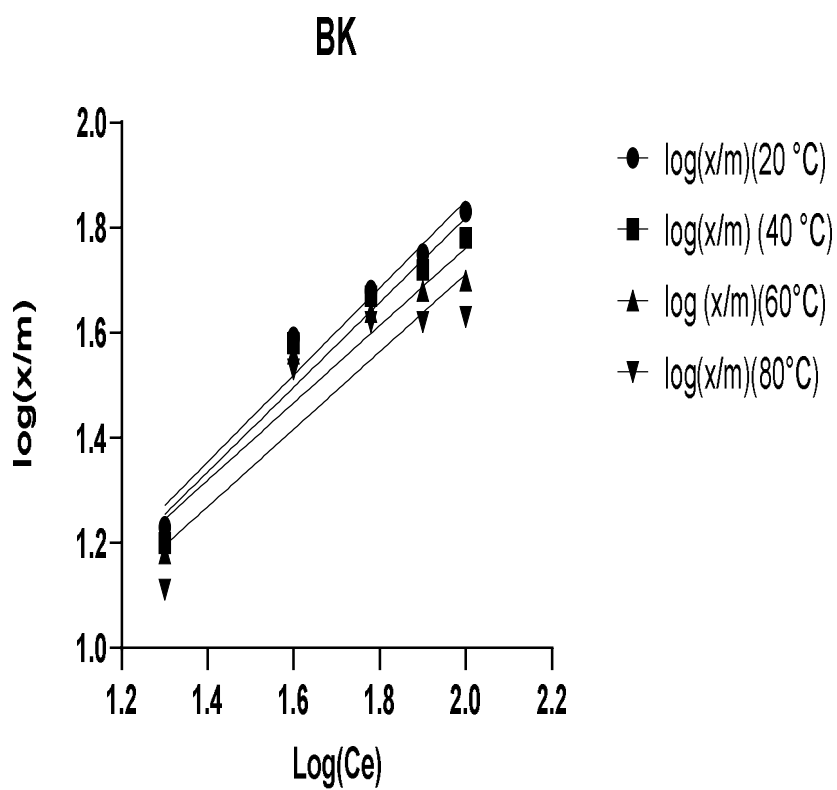 BK
2.0
1.8
1.6
1.4
1.2
1.0
log(x/m)
1.2 1.4 1.6 1.8 2.0 2.2
Log(Ce)
log(x/m)(20 °C)
log(x/m) (40 °C)
log (x/m)(60°C)
log(x/m)(80°C)